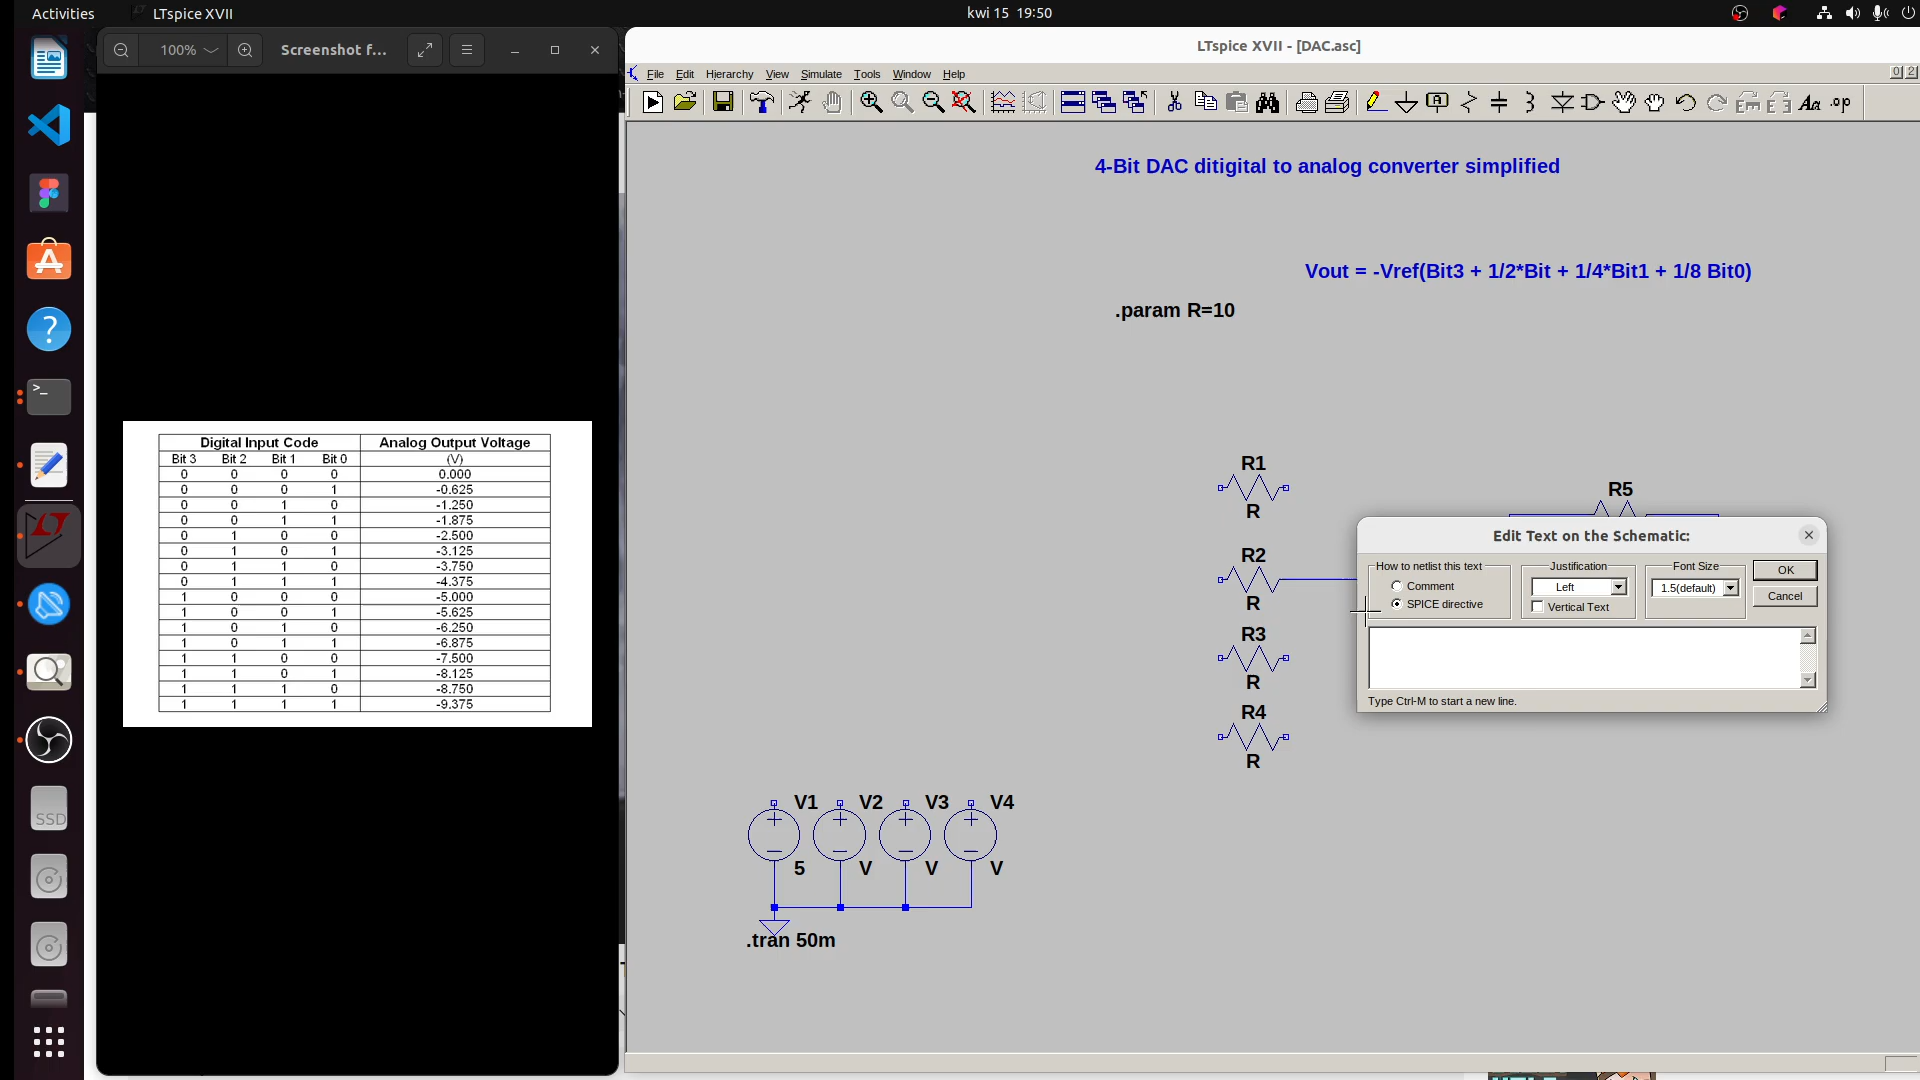 Activities
LTspice XVII
kwi 15 19:50
100%
Screenshot f...
LTspice XVII - [DAC.asc]
File Edit Hierarchy View Simulate Tools Window Help
.op
4-Bit DAC ditigital to analog converter simplified
Vout = -Vref(Bit3 + 1/2*Bit + 1/4*Bit1 + 1/8 Bit0)
.param R=10
Digital Input Code Analog Output Voltage
Bit 3 Bit 2 Bit 1 Bit 0 (V)
0 0 0 0 0.000
0 0 0 1 -0.625
0 0 1 0 -1.250
0 0 1 1 -1.875
0 1 0 0 -2.500
0 1 0 1 -3.125
0 1 1 0 -3.750
0 1 1 1 -4.375
1 0 0 0 -5.000
1 0 0 1 -5.625
1 0 1 0 -6.250
1 0 1 1 -6.875
1 1 0 0 -7.500
1 1 0 1 -8.125
1 1 1 0 -8.750
1 1 1 1 -9.375
R1
R
R2
R
R3
R
R4
R
R5
Edit Text on the Schematic:
How to netlist this text
Comment
SPICE directive
Justification
Left
Vertical Text
Font Size
1.5(default)
OK
Cancel
Type Ctrl-M to start a new line.
V1 V2 V3 V4
5 V V V
.tran 50m
SSD